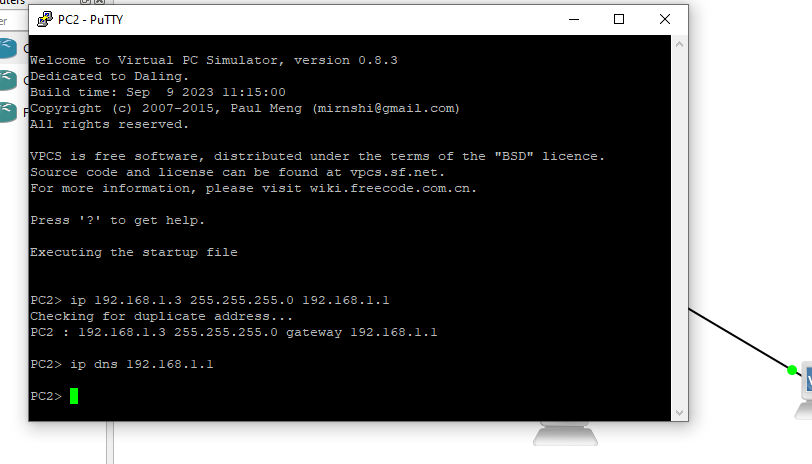 PC2 - PuTTY
Welcome to Virtual PC Simulator, version 0.8.3
Dedicated to Daling.
Build time: Sep  9 2023 11:15:00
Copyright (c) 2007-2015, Paul Meng (mirnshi@gmail.com)
All rights reserved.
VPCS is free software, distributed under the terms of the "BSD" licence.
Source code and license can be found at vpcs.sf.net.
For more information, please visit wiki.freecode.com.cn.
Press '?' to get help.
Executing the startup file
PC2> ip 192.168.1.3 255.255.255.0 192.168.1.1
Checking for duplicate address...
PC2 : 192.168.1.3 255.255.255.0 gateway 192.168.1.1
PC2> ip dns 192.168.1.1
PC2>